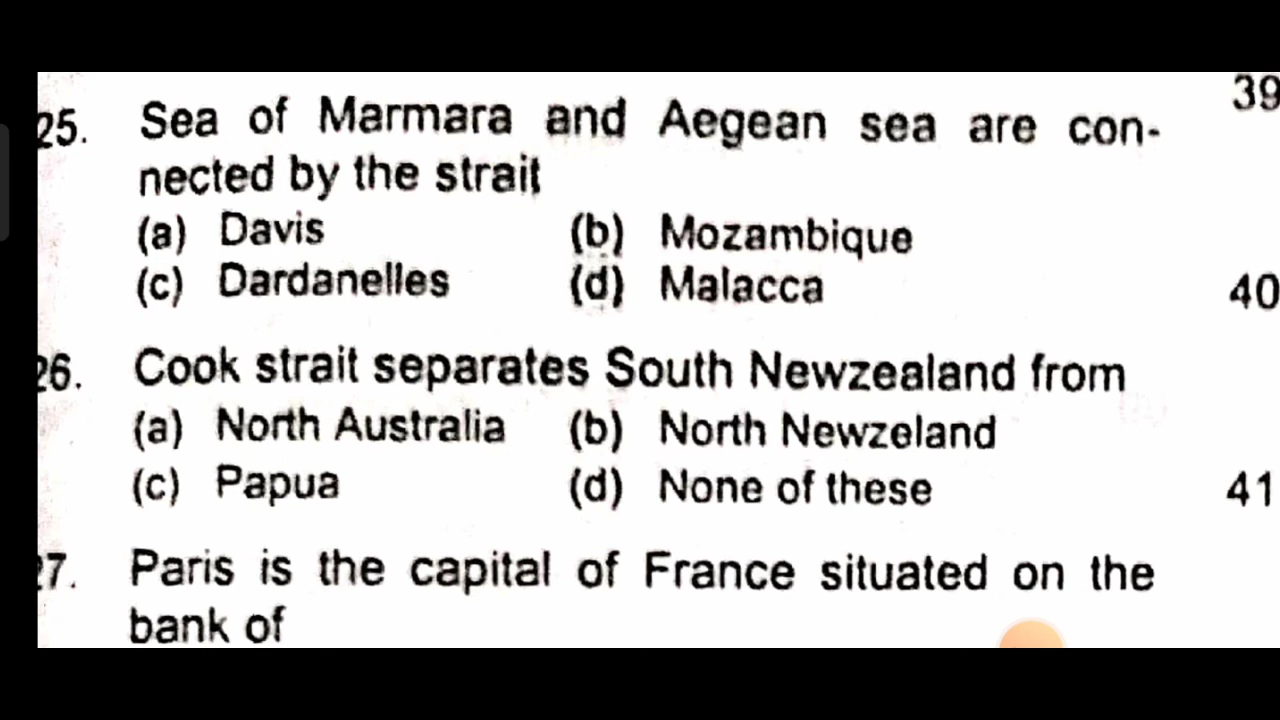 39
25. Sea of Marmara and Aegean sea are con-
nected by the strait
(a) Davis (b) Mozambique
(c) Dardanelles (d) Malacca 40
26. Cook strait separates South Newzealand from
(a) North Australia (b) North Newzeland
(c) Papua (d) None of these 41
27. Paris is the capital of France situated on the
bank of